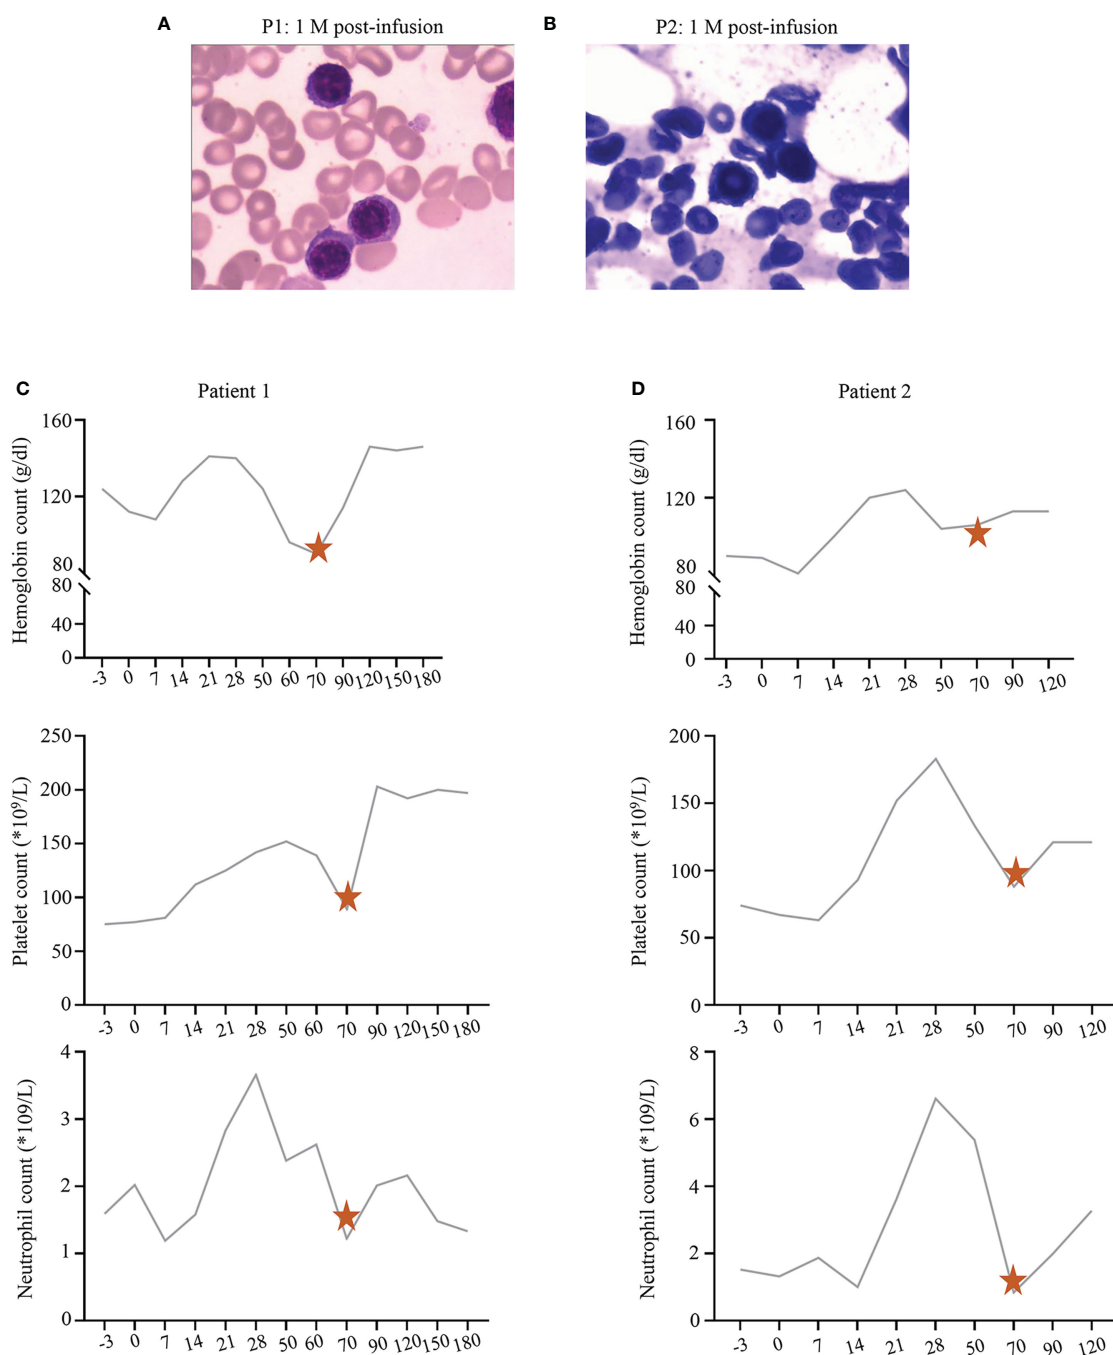 A
P1: 1 M post-infusion
B
P2: 1 M post-infusion
C
Patient 1
Hemoglobin count (g/dl)
160
120
80
80
40
0
-3 0 7 14 21 28 50 60 70 90 120 150 180
Platelet count (*10⁹/L)
250
200
150
100
50
0
-3 0 7 14 21 28 50 60 70 90 120 150 180
Neutrophil count (*109/L)
4
3
2
1
0
-3 0 7 14 21 28 50 60 70 90 120 150 180
D
Patient 2
Hemoglobin count (g/dl)
160
120
80
80
40
0
-3 0 7 14 21 28 50 70 90 120
Platelet count (*10⁹/L)
200
150
100
50
0
-3 0 7 14 21 28 50 70 90 120
Neutrophil count (*109/L)
8
6
4
2
0
-3 0 7 14 21 28 50 70 90 120